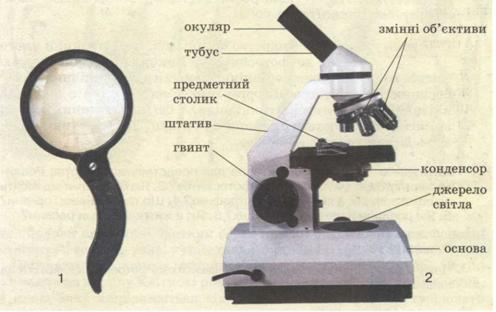 окуляр
тубус
предметний
столик
штатив
гвинт
змінні об’єктиви
конденсор
джерело
світла
основа
1
2